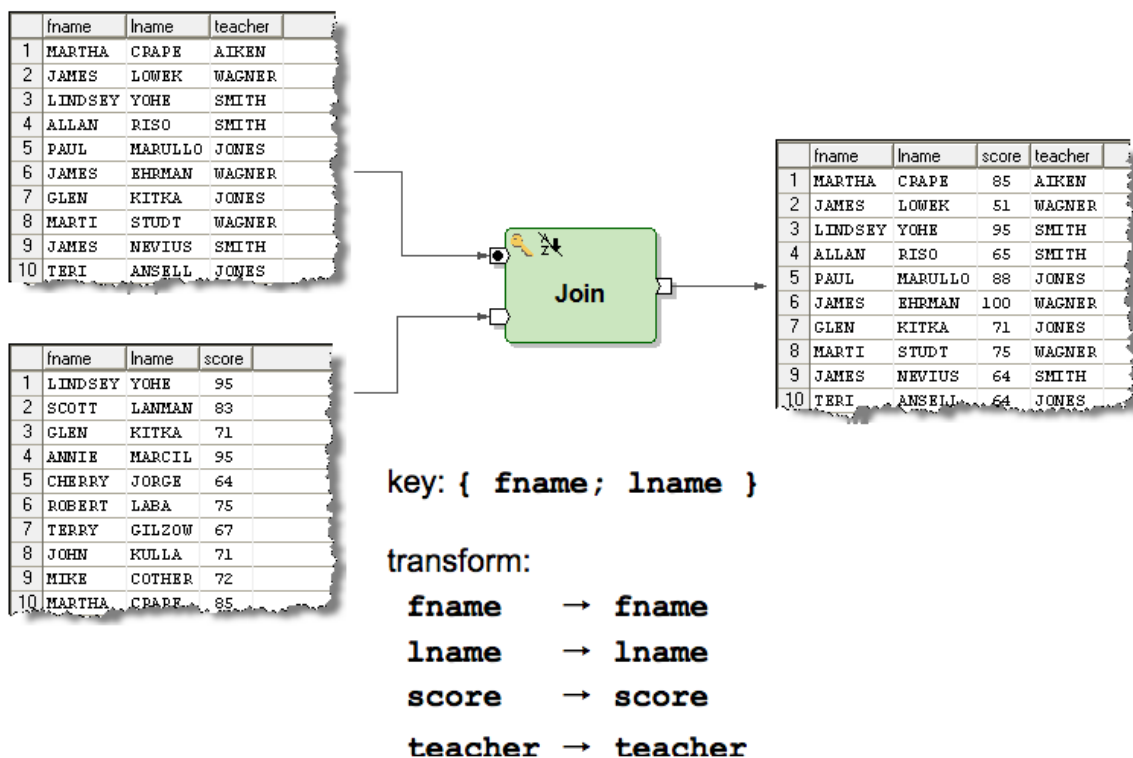 fname lname teacher
1 MARTHA CRAPE AIKEN
2 JAMES LOWEK WAGNER
3 LINDSEY YOHE SMITH
4 ALLAN RISO SMITH
5 PAUL MARULLO JONES
6 JAMES EHRMAN WAGNER
7 GLEN KITKA JONES
8 MARTI STUDT WAGNER
9 JAMES NEVIUS SMITH
10 TERI ANSELL JONES
fname lname score
1 LINDSEY YOHE 95
2 SCOTT LANMAN 83
3 GLEN KITKA 71
4 ANNIE MARCIL 95
5 CHERRY JORGE 64
6 ROBERT LABA 75
7 TERRY GILZOW 67
8 JOHN KULLA 71
9 MIKE COTHER 72
10 MARTHA CRAPE 85
Join
fname lname score teacher
1 MARTHA CRAPE 85 AIKEN
2 JAMES LOWEK 51 WAGNER
3 LINDSEY YOHE 95 SMITH
4 ALLAN RISO 65 SMITH
5 PAUL MARULLO 88 JONES
6 JAMES EHRMAN 100 WAGNER
7 GLEN KITKA 71 JONES
8 MARTI STUDT 75 WAGNER
9 JAMES NEVIUS 64 SMITH
10 TERI ANSELL 64 JONES
key: { fname; lname }
transform:
fname → fname
lname → lname
score → score
teacher → teacher